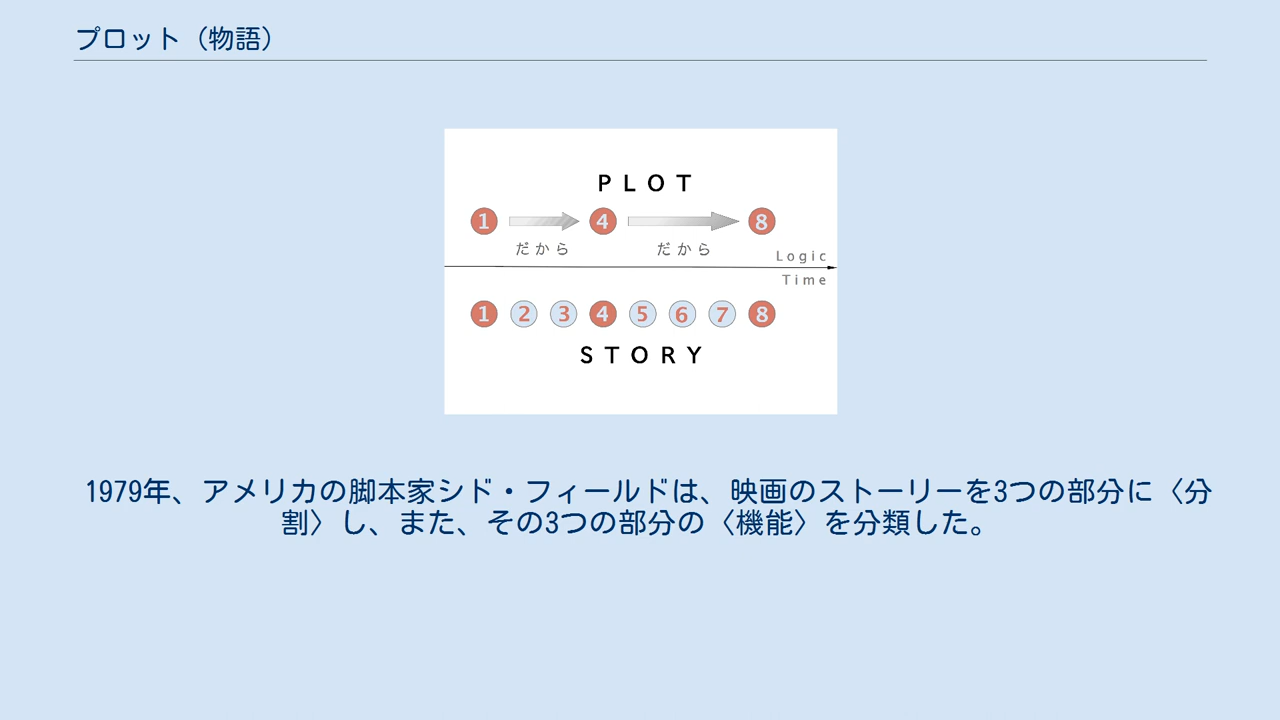 プロット（物語）
PLOT
1 4 8
だから だから
Logic
Time
1 2 3 4 5 6 7 8
STORY
1979年、アメリカの脚本家シド・フィールドは、映画のストーリーを3つの部分に〈分
割〉し、また、その3つの部分の〈機能〉を分類した。